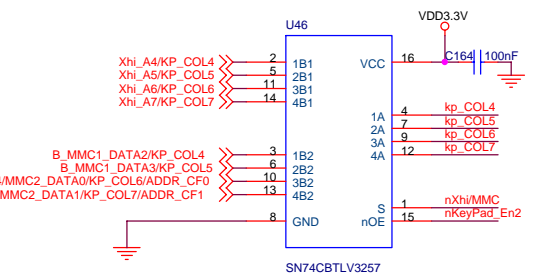 VDD3.3V
U46
C164 100nF
Xhi_A4/KP_COL4 2 1B1 VCC 16
Xhi_A5/KP_COL5 5 2B1
Xhi_A6/KP_COL6 11 3B1
Xhi_A7/KP_COL7 14 4B1
1A 4 kp_COL4
2A 7 kp_COL5
3A 9 kp_COL6
4A 12 kp_COL7
B_MMC1_DATA2/KP_COL4 3 1B2
B_MMC1_DATA3/KP_COL5 6 2B2
/MMC2_DATA0/KP_COL6/ADDR_CF0 10 3B2
MMC2_DATA1/KP_COL7/ADDR_CF1 13 4B2
S 1 nXhi/MMC
8 GND nOE 15 nKeyPad_En2
SN74CBTLV3257